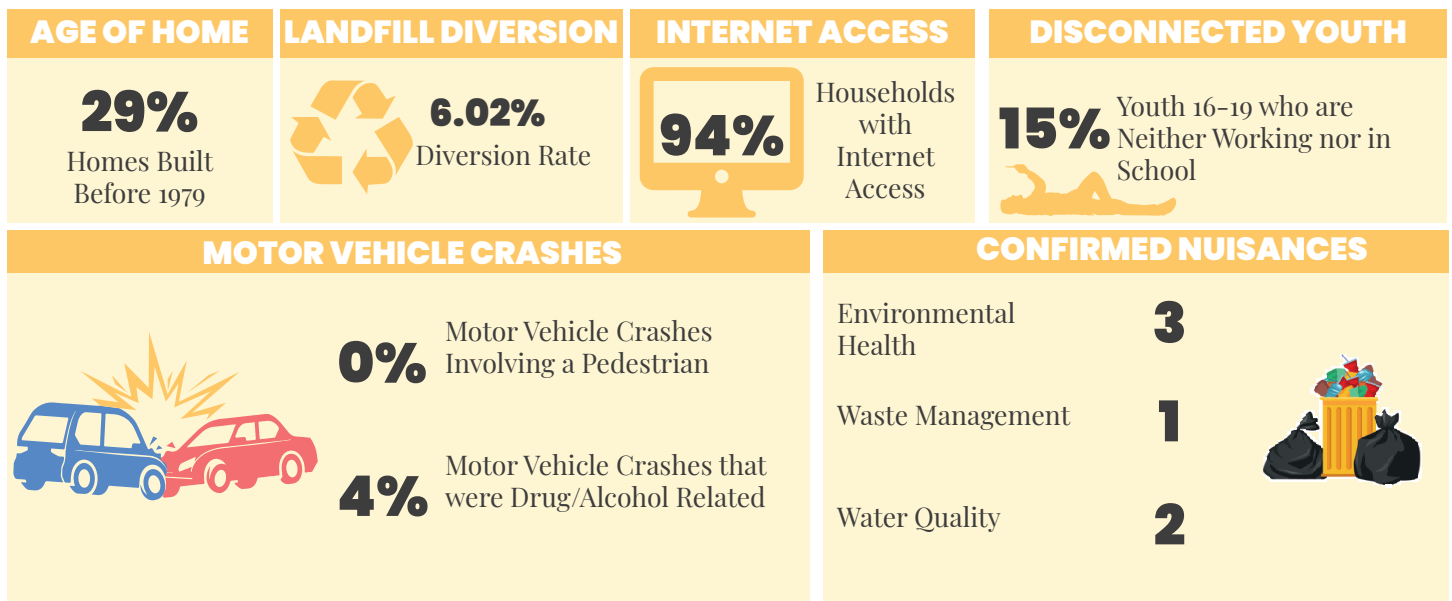 AGE OF HOME
29%
Homes Built
Before 1979
LANDFILL DIVERSION
6.02%
Diversion Rate
INTERNET ACCESS
94%
Households
with
Internet
Access
DISCONNECTED YOUTH
15%
Youth 16-19 who are
Neither Working nor in
School
MOTOR VEHICLE CRASHES
0%
Motor Vehicle Crashes
Involving a Pedestrian
4%
Motor Vehicle Crashes that
were Drug/Alcohol Related
CONFIRMED NUISANCES
Environmental
Health
3
Waste Management
1
Water Quality
2